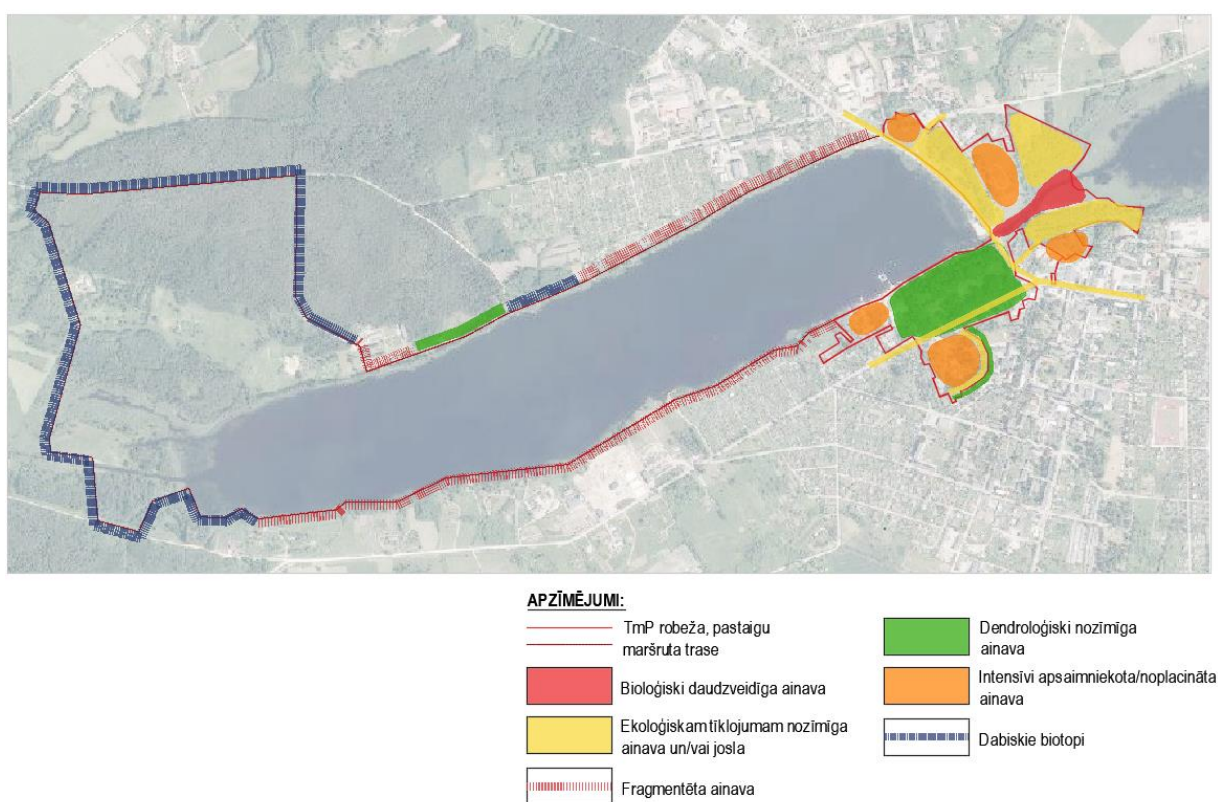 APZĪMĒJUMI:
TmP robeža, pastaigu
maršruta trase
Bioloģiski daudzveidīga ainava
Ekoloģiskam tīklojumam nozīmīga
ainava un/vai josla
Fragmentēta ainava
Dendroloģiski nozīmīga
ainava
Intensīvi apsaimniekota/noplacināta
ainava
Dabiskie biotopi